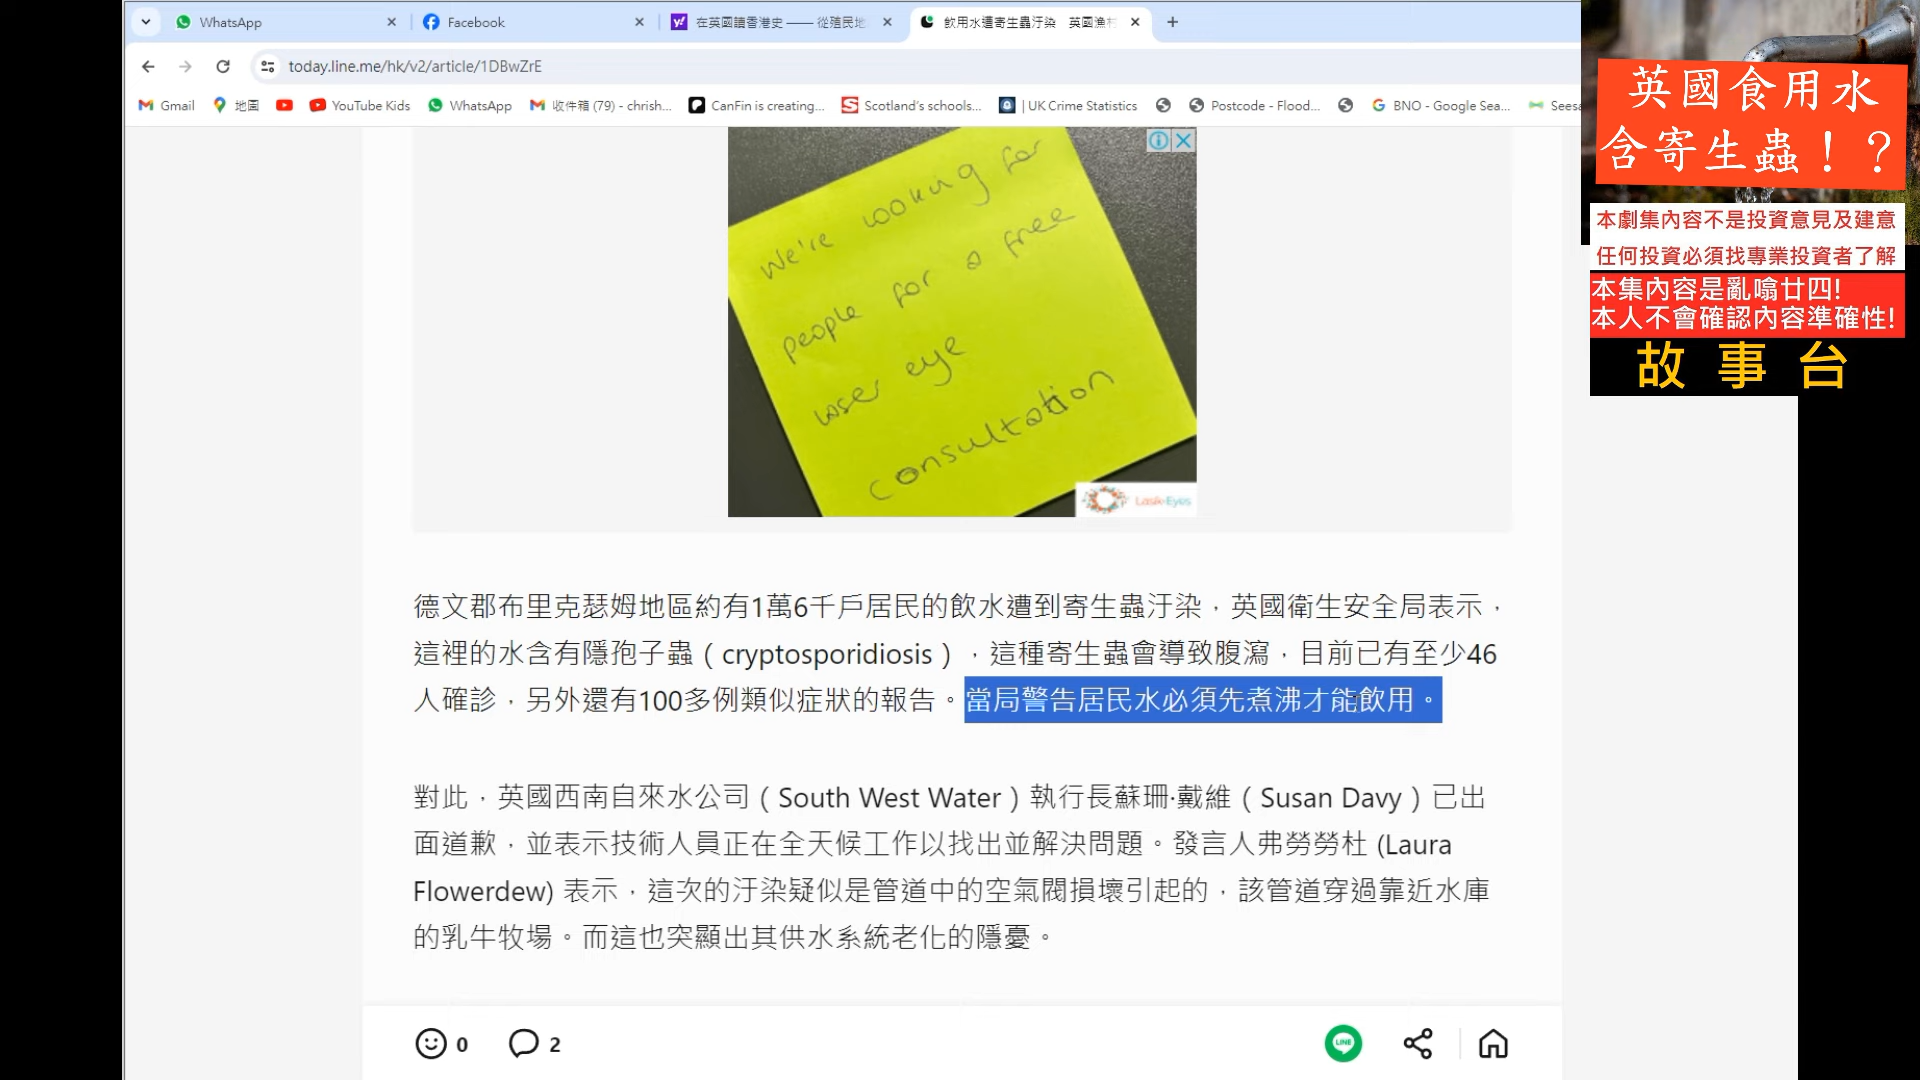 WhatsApp
Facebook
在英國讀香港史 —— 從殖民地
飲用水遭寄生蟲汙染 英國漁村
today.line.me/hk/v2/article/1DBwZrE
Gmail
地圖
YouTube Kids
WhatsApp
收件箱 (79) - chrish...
CanFin is creating...
Scotland's schools...
| UK Crime Statistics
Postcode - Flood...
BNO - Google Sea...
Seesa
We're looking for
people for a free
laser eye
consultation
Lasik-Eyes
德文郡布里克瑟姆地區約有1萬6千戶居民的飲水遭到寄生蟲汙染，英國衛生安全局表示，
這裡的水含有隱孢子蟲（cryptosporidiosis），這種寄生蟲會導致腹瀉，目前已有至少46
人確診，另外還有100多例類似症狀的報告。當局警告居民水必須先煮沸才能飲用。
對此，英國西南自來水公司（South West Water）執行長蘇珊·戴維（Susan Davy）已出
面道歉，並表示技術人員正在全天候工作以找出並解決問題。發言人弗勞勞杜 (Laura
Flowerdew) 表示，這次的汙染疑似是管道中的空氣閥損壞引起的，該管道穿過靠近水庫
的乳牛牧場。而這也突顯出其供水系統老化的隱憂。
0
2
LINE
英國食用水
含寄生蟲！？
本劇集內容不是投資意見及建意
任何投資必須找專業投資者了解
本集內容是亂噏廿四!
本人不會確認內容準確性!
故事台